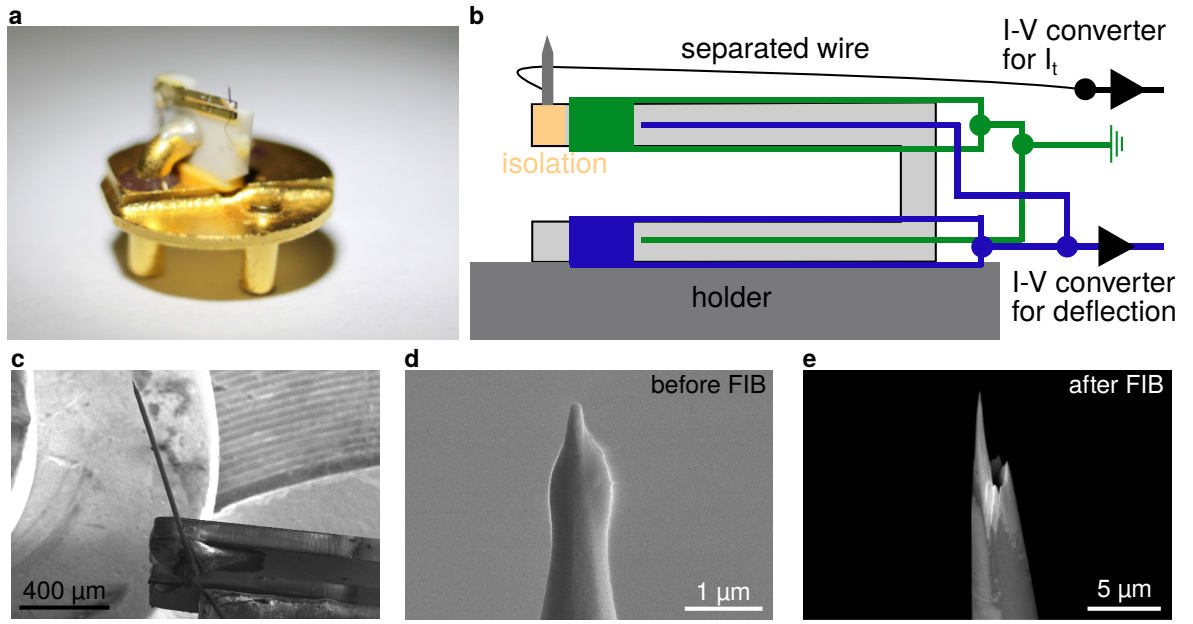 a
b
separated wire
I-V converter
for It
isolation
holder
I-V converter
for deflection
c
400 µm
d
before FIB
1 µm
e
after FIB
5 µm